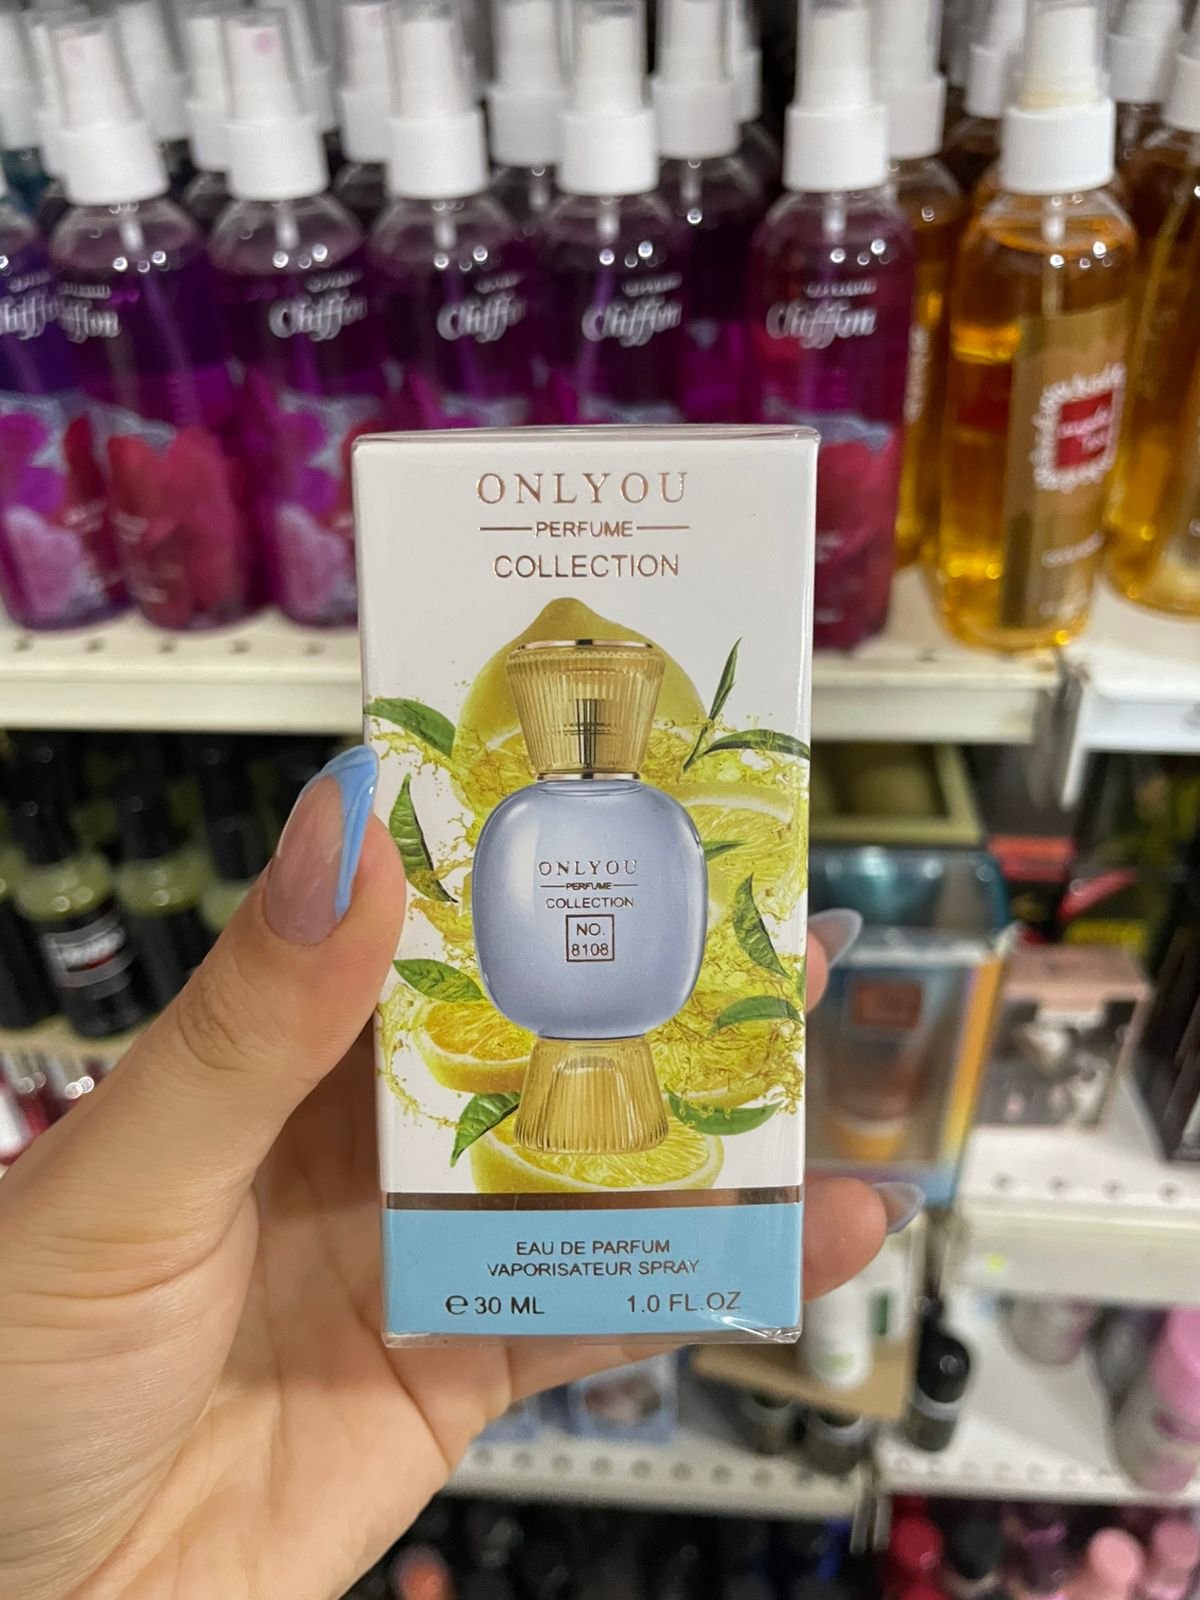 Chiffon
Chiffon
Chiffon
Chiffon
Chiffon
ONLYOU
PERFUME
COLLECTION
ONLYOU
PERFUME
COLLECTION
NO.
8108
EAU DE PARFUM
VAPORISATEUR SPRAY
℮ 30 ML 1.0 FL.OZ